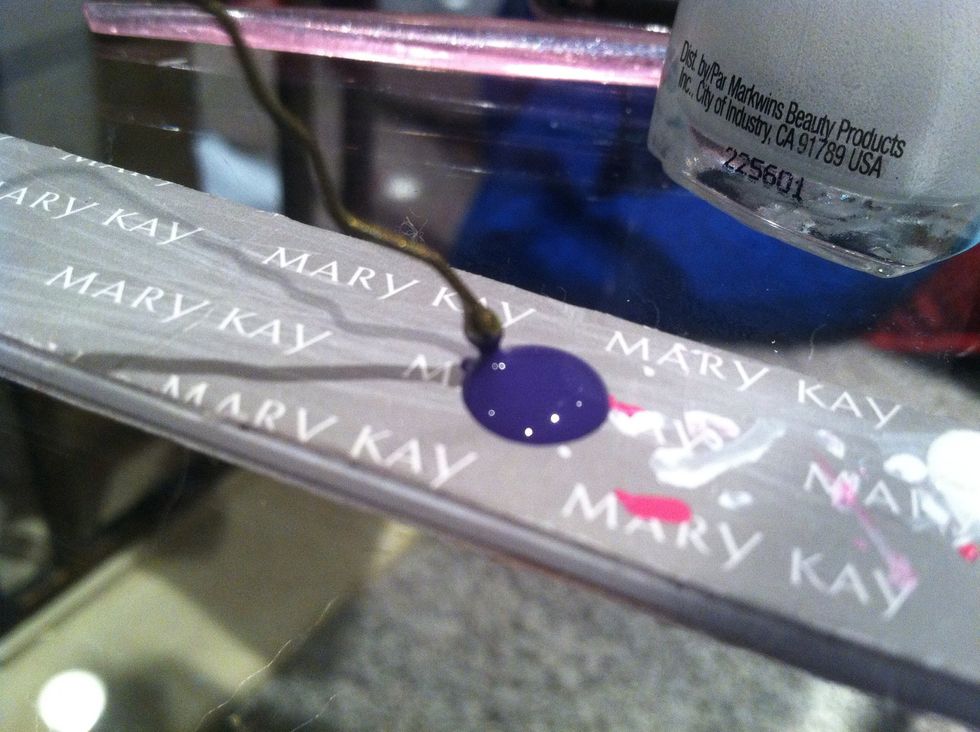 Dist. by/Par Markwins Beauty Products
Inc., City of Industry, CA 91789 USA
225601
MARY
MARY KAY
MARY KAY
MARY KAY
MARY KAY
MARY KAY
MARY KAY
MARY KAY